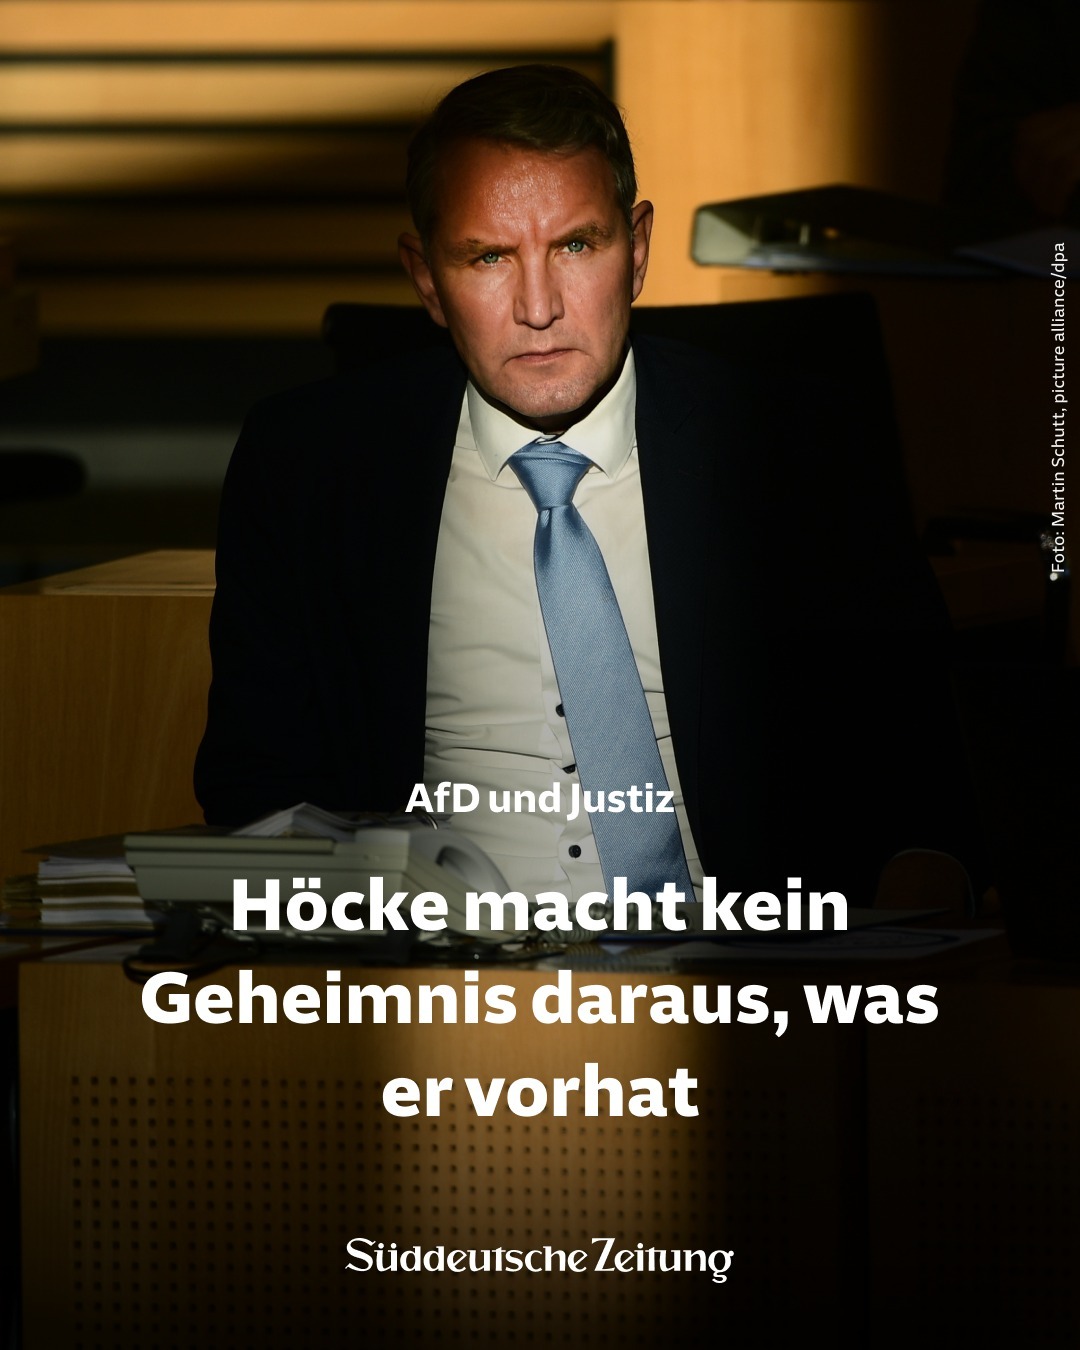 Foto: Martin Schutt, picture alliance/dpa
AfD und Justiz
Höcke macht kein
Geheimnis daraus, was
er vorhat
Süddeutsche Zeitung